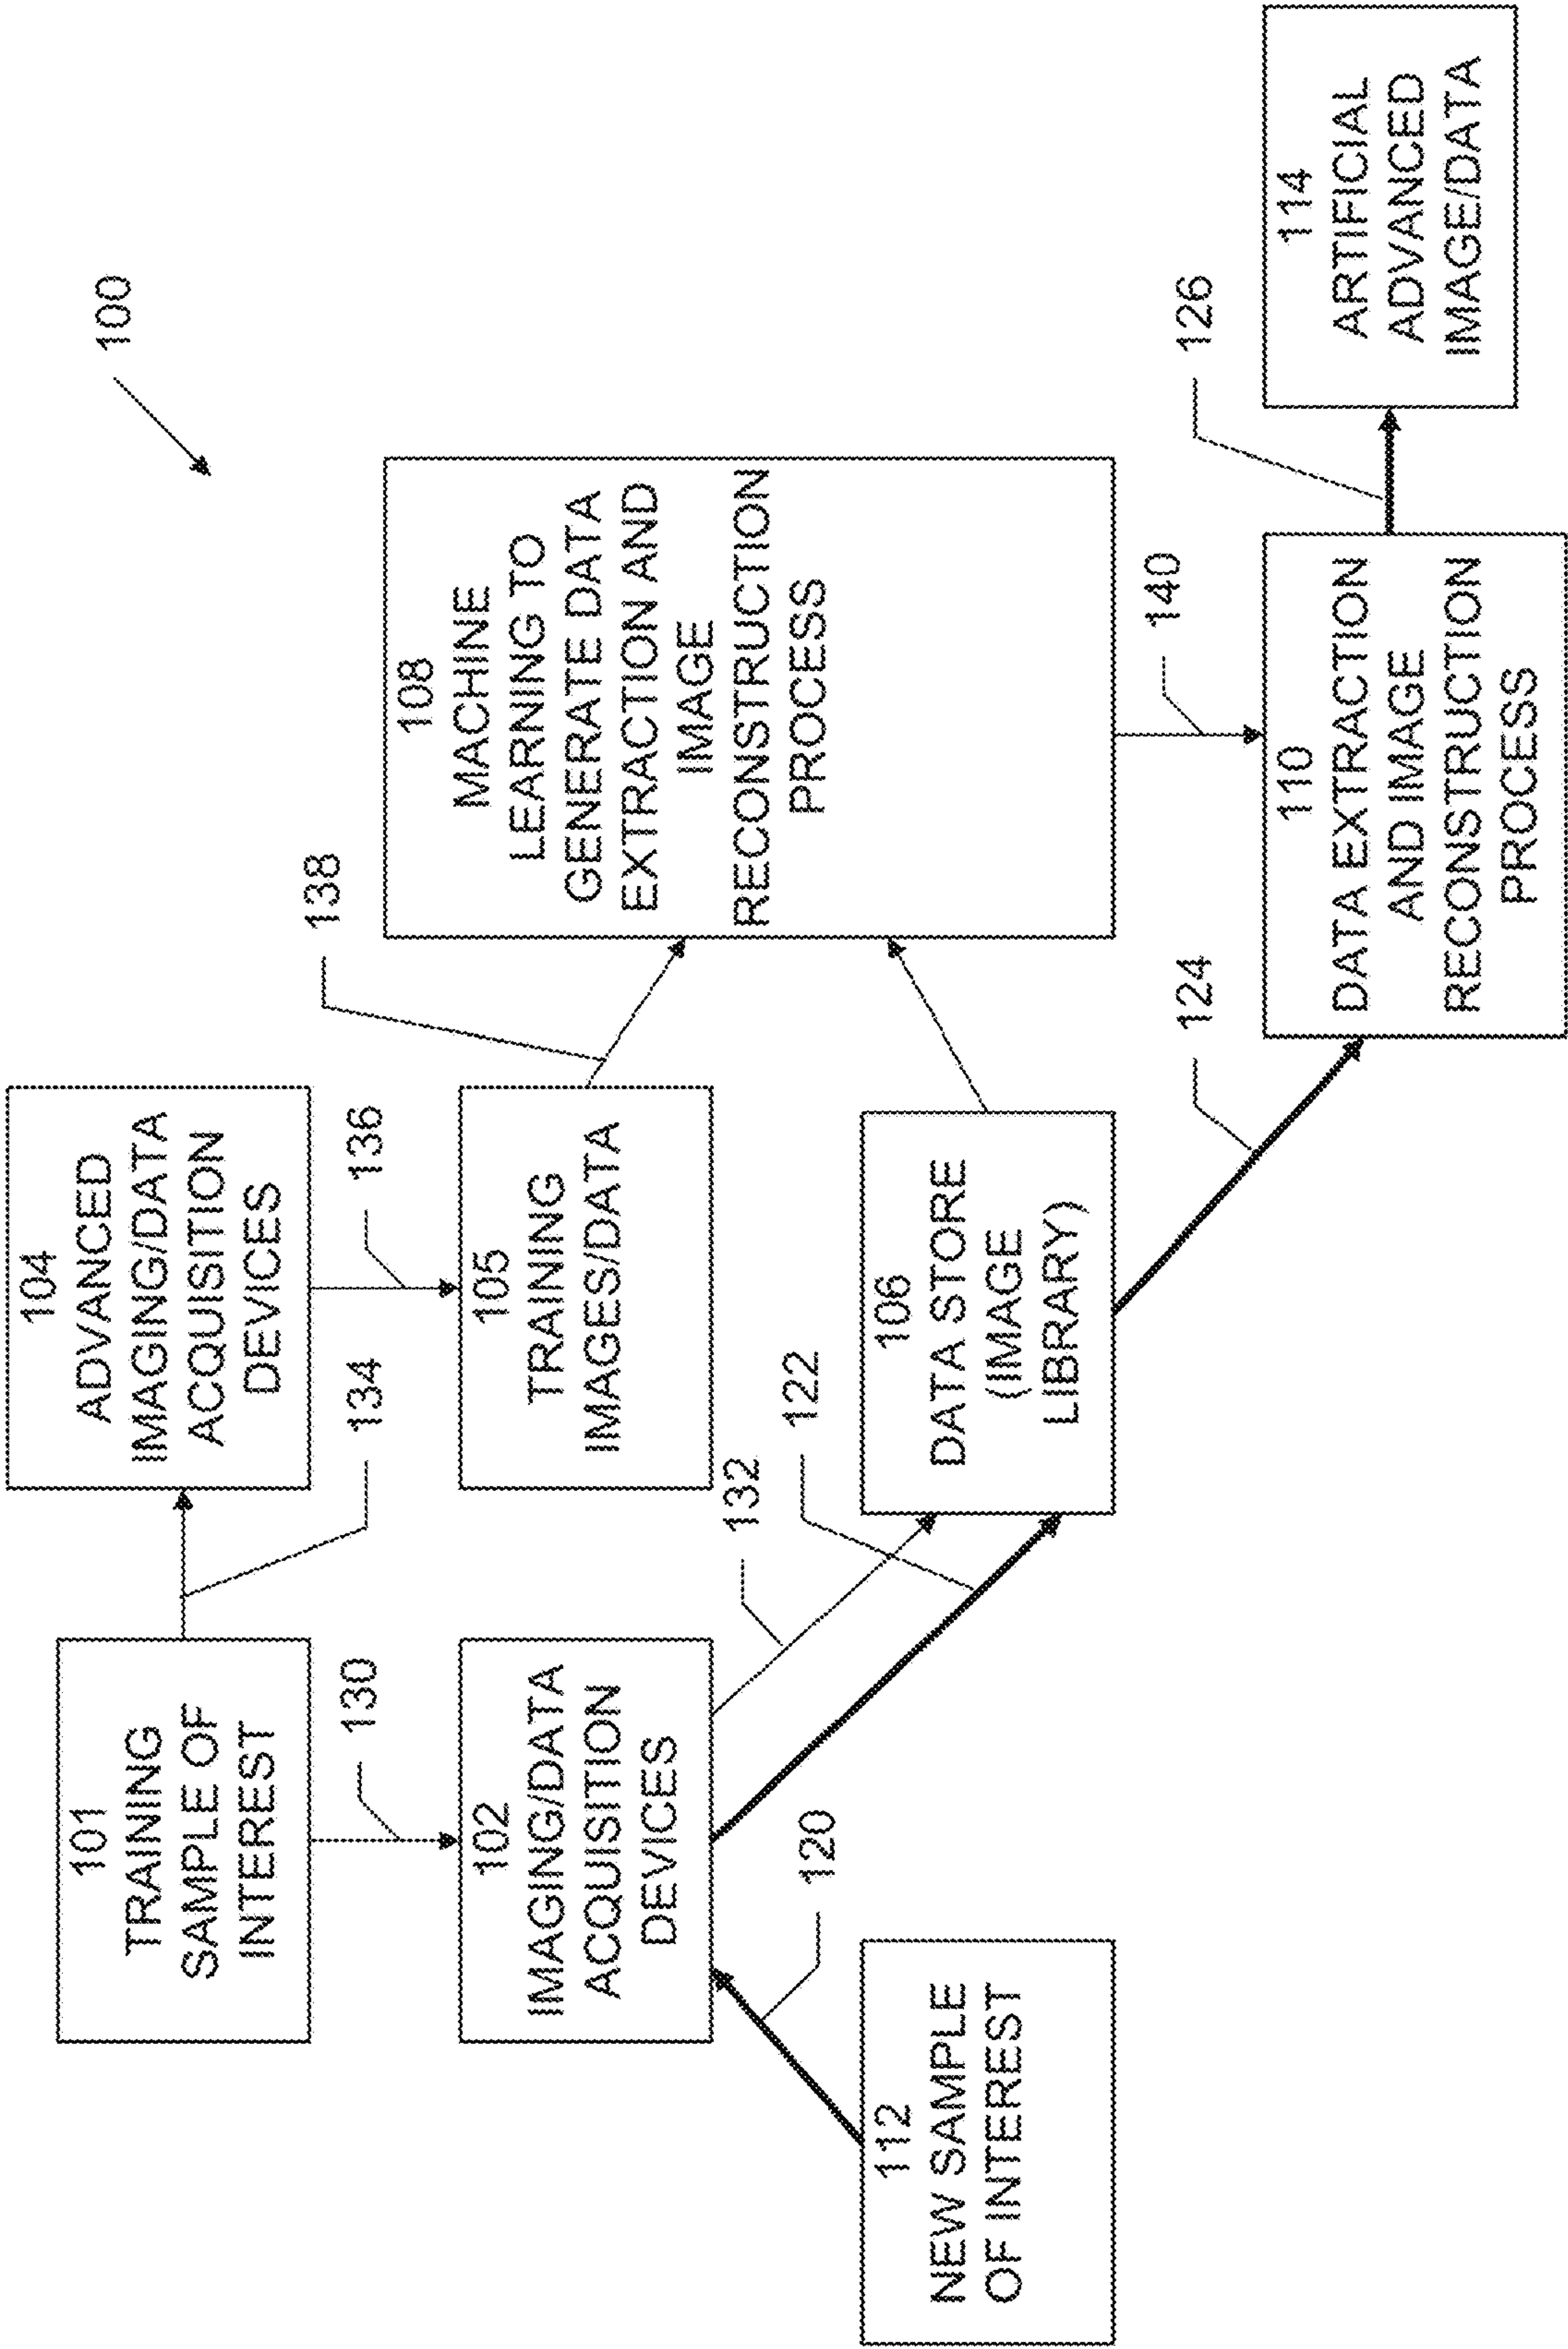 100
101
TRAINING
SAMPLE OF
INTEREST
134
104
ADVANCED
IMAGING/DATA
ACQUISITION
DEVICES
130
136
102
IMAGING/DATA
ACQUISITION
DEVICES
105
TRAINING
IMAGES/DATA
138
108
MACHINE
LEARNING TO
GENERATE DATA
EXTRACTION AND
IMAGE
RECONSTRUCTION
PROCESS
132
122
120
112
NEW SAMPLE
OF INTEREST
106
DATA STORE
(IMAGE
LIBRARY)
124
140
126
110
DATA EXTRACTION
AND IMAGE
RECONSTRUCTION
PROCESS
114
ARTIFICIAL
ADVANCED
IMAGE/DATA